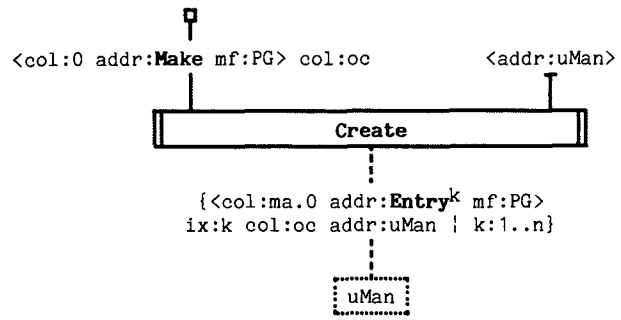 <col:0 addr:Make mf:PG> col:oc <addr:uMan>
Create
{<col:ma.0 addr:Entryᵏ mf:PG>
ix:k col:oc addr:uMan ¦ k:1..n}
uMan